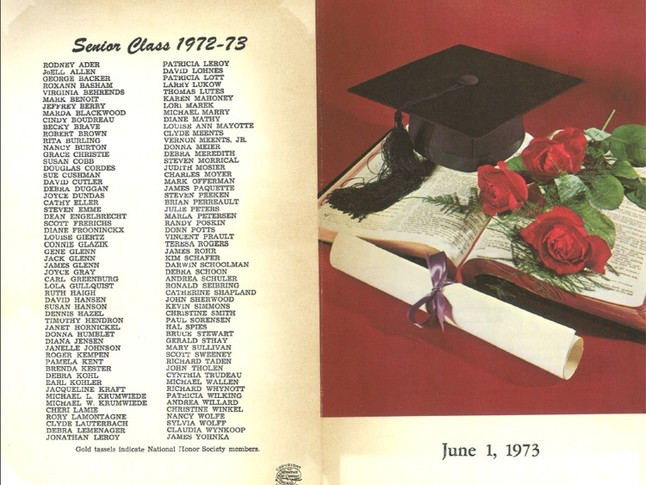 Senior Class 1972-73
RODNEY ADER
JoELL ALLEN
GEORGE BACKER
ROXANN BASHAM
VIRGINIA BEHRENDS
MARK BENOIT
JEFFREY BERRY
MARDA BLACKWOOD
CINDY BOUDREAU
BECKY BRAVE
ROBERT BROWN
RITA BURLING
NANCY BURTON
GRACE CHRISTIE
SUSAN COBB
DOUGLAS CORDES
SUE CUSHMAN
DAVID CUTLER
DEBRA DUGGAN
JOYCE DUNDAS
CATHY ELLER
STEVEN EMME
DEAN ENGELBRECHT
SCOTT FRERICHS
DIANE FROONINCKX
LOUISE GIERTZ
CONNIE GLAZIK
GENE GLENN
JACK GLENN
JAMES GLENN
JOYCE GRAY
CARL GREENBURG
LOLA GULLQUIST
RUTH HAIGH
DAVID HANSEN
SUSAN HANSON
DENNIS HAZEL
TIMOTHY HENDRON
JANET HORNICKEL
DONNA HUMBLET
DIANA JENSEN
JANELLE JOHNSON
ROGER KEMPEN
PAMELA KENT
BRENDA KESTER
DEBRA KOHL
EARL KOHLER
JACQUELINE KRAFT
MICHAEL L. KRUMWIEDE
MICHAEL W. KRUMWIEDE
CHERI LAMIE
RORY LAMONTAGNE
CLYDE LAUTERBACH
DEBRA LEMENAGER
JONATHAN LEROY
PATRICIA LEROY
DAVID LOHNES
PATRICIA LOTT
LARRY LUKOW
THOMAS LUTES
KAREN MAHONEY
LORI MAREK
MICHAEL MARRY
DIANE MATHY
LOUISE ANN MAYOTTE
CLYDE MEENTS
VERNON MEENTS, JR.
DONNA MEIER
DEBRA MEREDITH
STEVEN MORRICAL
JUDITH MOSIER
CHARLES MOYER
MARK OFFERMAN
JAMES PAQUETTE
STEVEN PEEKEN
BRIAN PERREAULT
JULIE PETERS
MARLA PETERSEN
RANDY POSKIN
DONN POTTS
VINCENT PRAULT
TERESA ROGERS
JAMES ROHR
KIM SCHAFER
DARWIN SCHOOLMAN
DEBRA SCHOON
ANDREA SCHULER
RONALD SEIBRING
CATHERINE SHAPLAND
JOHN SHERWOOD
KEVIN SIMMONS
CHRISTINE SMITH
PAUL SORENSEN
HAL SPIES
BRUCE STEWART
GERALD STHAY
MARY SULLIVAN
SCOTT SWEENEY
RICHARD TADEN
JOHN THOLEN
CYNTHIA TRUDEAU
MICHAEL WALLEN
RICHARD WHYNOTT
PATRICIA WILKING
ANDREA WILLARD
CHRISTINE WINKEL
NANCY WOLFE
SYLVIA WOLFF
CLAUDIA WYNKOOP
JAMES YOHNKA
Gold tassels indicate National Honor Society members.
June 1, 1973